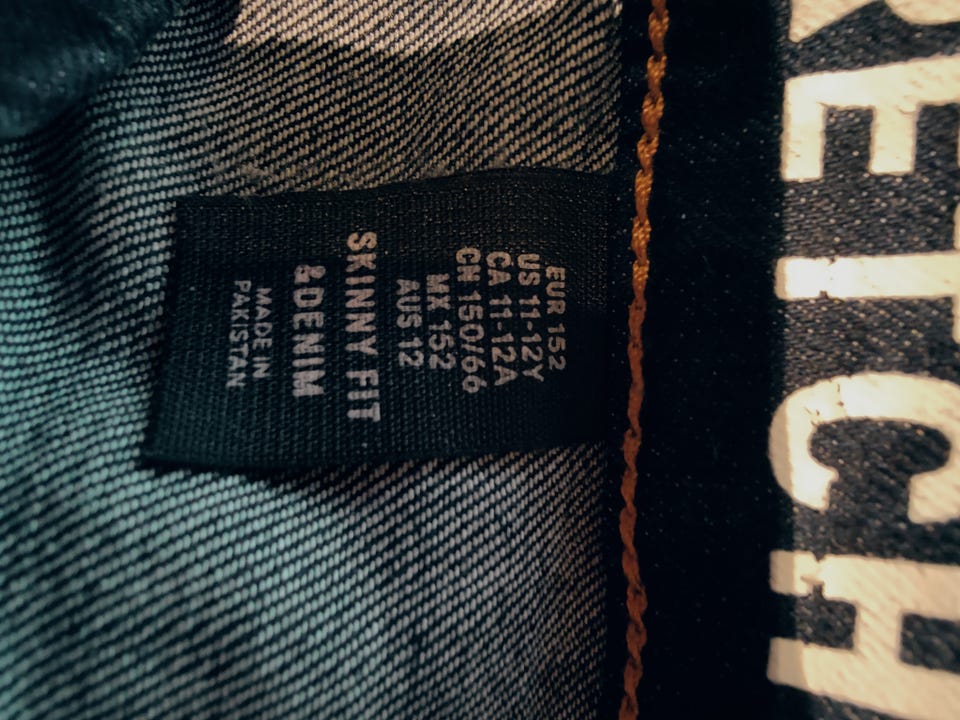 EUR 152
US 11-12Y
CA 11-12A
CN 150/66
MX 152
AUS 12
SKINNY FIT
&DENIM
MADE IN
PAKISTAN
RETCH